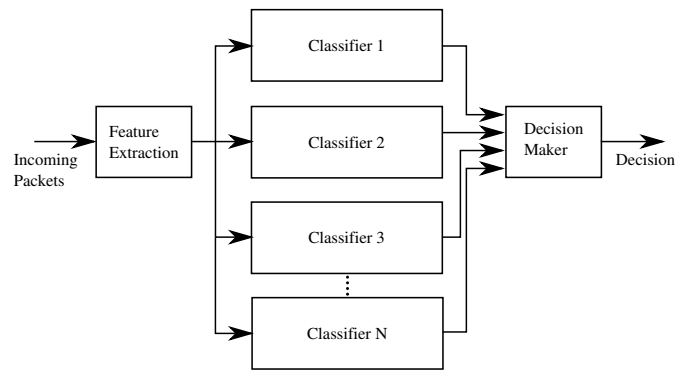 Incoming
Packets
Feature
Extraction
Classifier 1
Classifier 2
Classifier 3
Classifier N
Decision
Maker
Decision